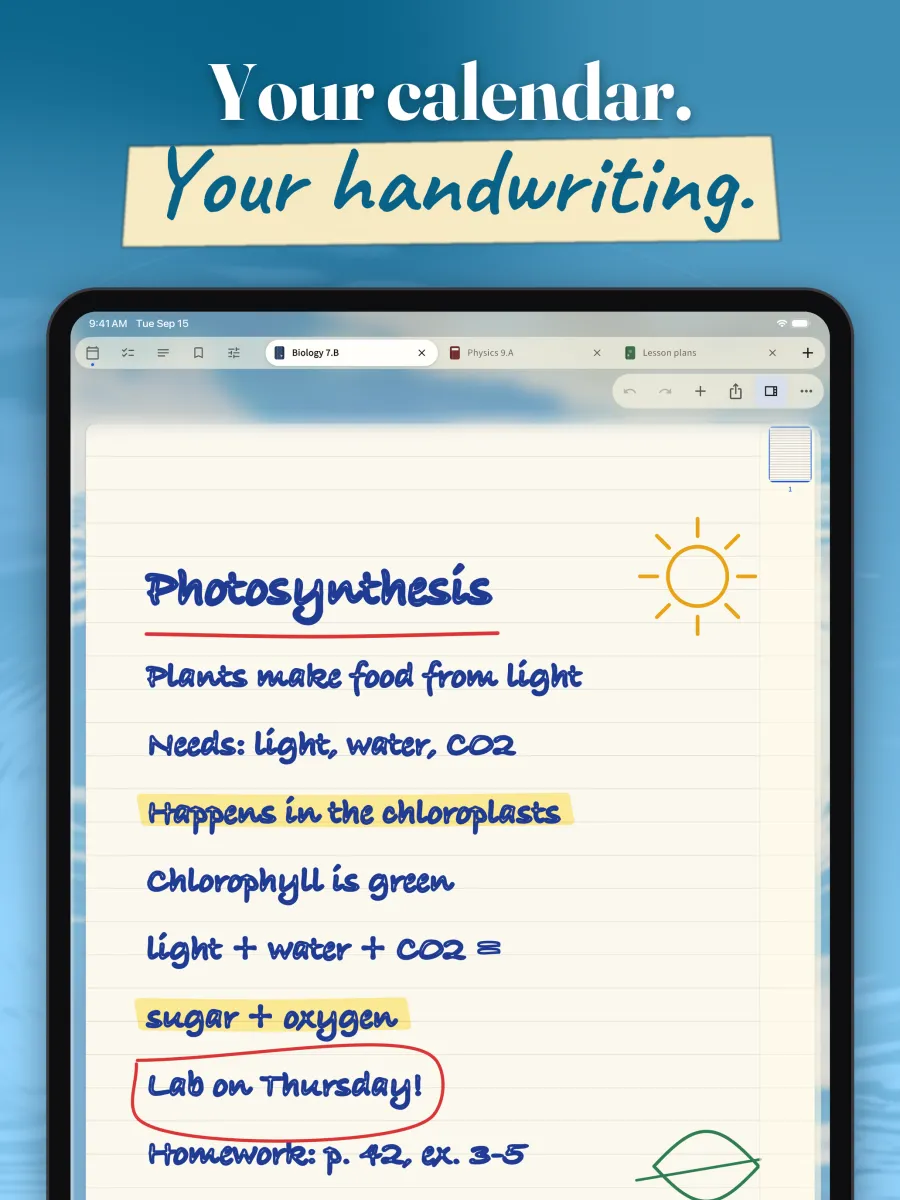 Your calendar.
Your handwriting.
9:41 AM Tue Sep 15
Biology 7.B
Physics 9.A
Lesson plans
1
Photosynthesis
Plants make food from light
Needs: light, water, CO2
Happens in the chloroplasts
Chlorophyll is green
light + water + CO2 =
sugar + oxygen
Lab on Thursday!
Homework: p. 42, ex. 3-5